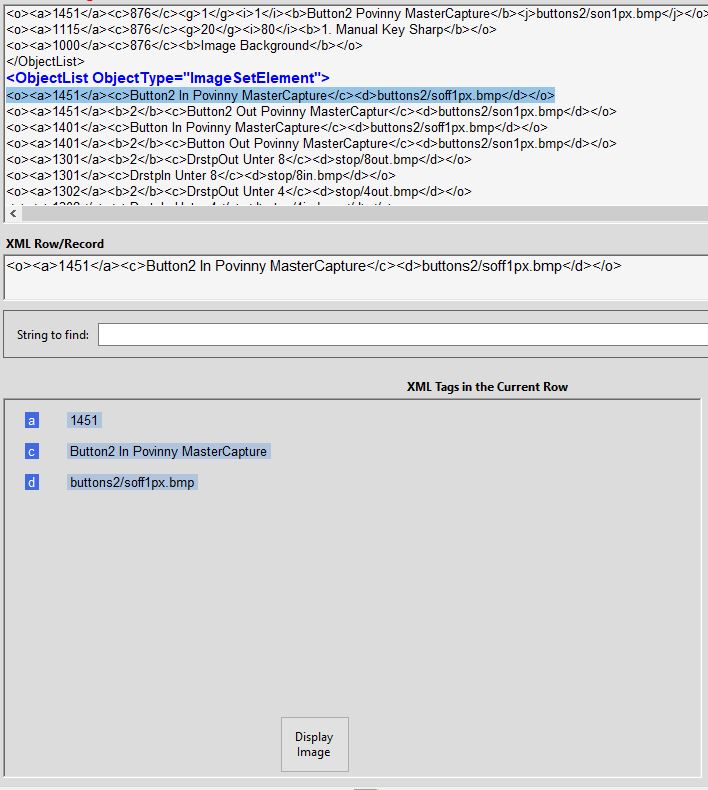 <o><a>1451</a><c>876</c><g>1</g><i>1</i><b>Button2 Povinny MasterCapture</b><j>buttons2/son1px.bmp</j></o>
<o><a>1115</a><c>876</c><g>20</g><i>80</i><b>1. Manual Key Sharp</b></o>
<o><a>1000</a><c>876</c><b>Image Background</b></o>
</ObjectList>
<ObjectList ObjectType="ImageSetElement">
<o><a>1451</a><c>Button2 In Povinny MasterCapture</c><d>buttons2/soff1px.bmp</d></o>
<o><a>1451</a><b>2</b><c>Button2 Out Povinny MasterCaptur</c><d>buttons2/son1px.bmp</d></o>
<o><a>1401</a><c>Button In Povinny MasterCapture</c><d>buttons2/soff1px.bmp</d></o>
<o><a>1401</a><b>2</b><c>Button Out Povinny MasterCapture</c><d>buttons2/son1px.bmp</d></o>
<o><a>1301</a><b>2</b><c>DrstpOut Unter 8</c><d>stop/8out.bmp</d></o>
<o><a>1301</a><c>DrstpIn Unter 8</c><d>stop/8in.bmp</d></o>
<o><a>1302</a><b>2</b><c>DrstpOut Unter 4</c><d>stop/4out.bmp</d></o>
XML Row/Record
<o><a>1451</a><c>Button2 In Povinny MasterCapture</c><d>buttons2/soff1px.bmp</d></o>
String to find:
XML Tags in the Current Row
a 1451
c Button2 In Povinny MasterCapture
d buttons2/soff1px.bmp
Display
Image